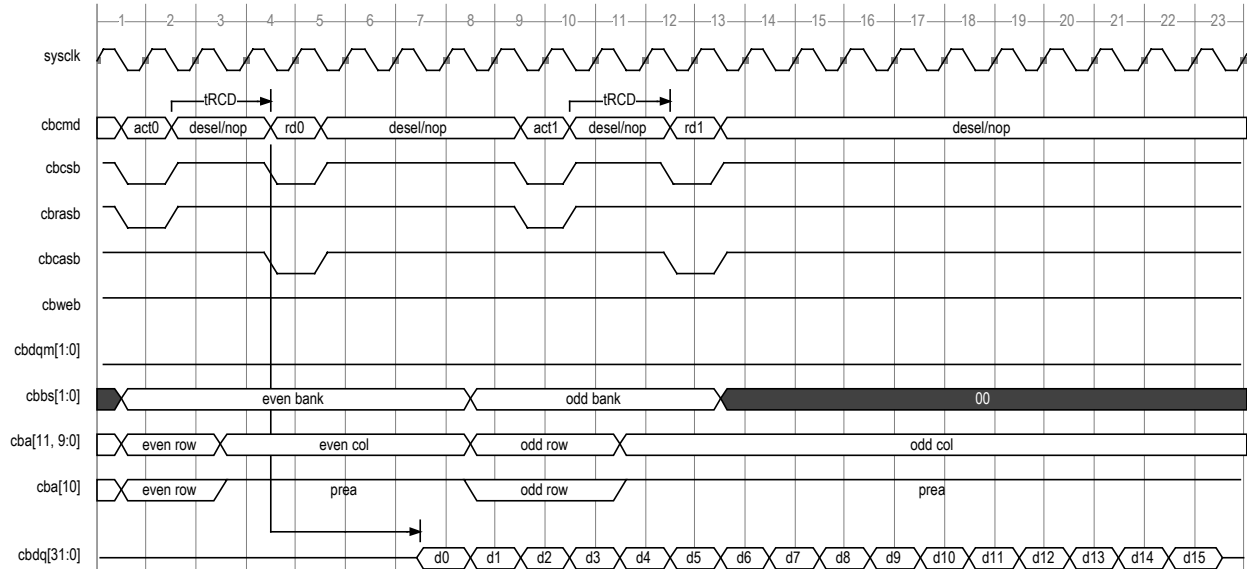 1 2 3 4 5 6 7 8 9 10 11 12 13 14 15 16 17 18 19 20 21 22 23
sysclk
tRCD tRCD
cbcmd act0 desel/nop rd0 desel/nop act1 desel/nop rd1 desel/nop
cbcsb
cbrasb
cbcasb
cbweb
cbdqm[1:0]
cbbs[1:0] even bank odd bank 00
cba[11, 9:0] even row even col odd row odd col
cba[10] even row prea odd row prea
cbdq[31:0] d0 d1 d2 d3 d4 d5 d6 d7 d8 d9 d10 d11 d12 d13 d14 d15